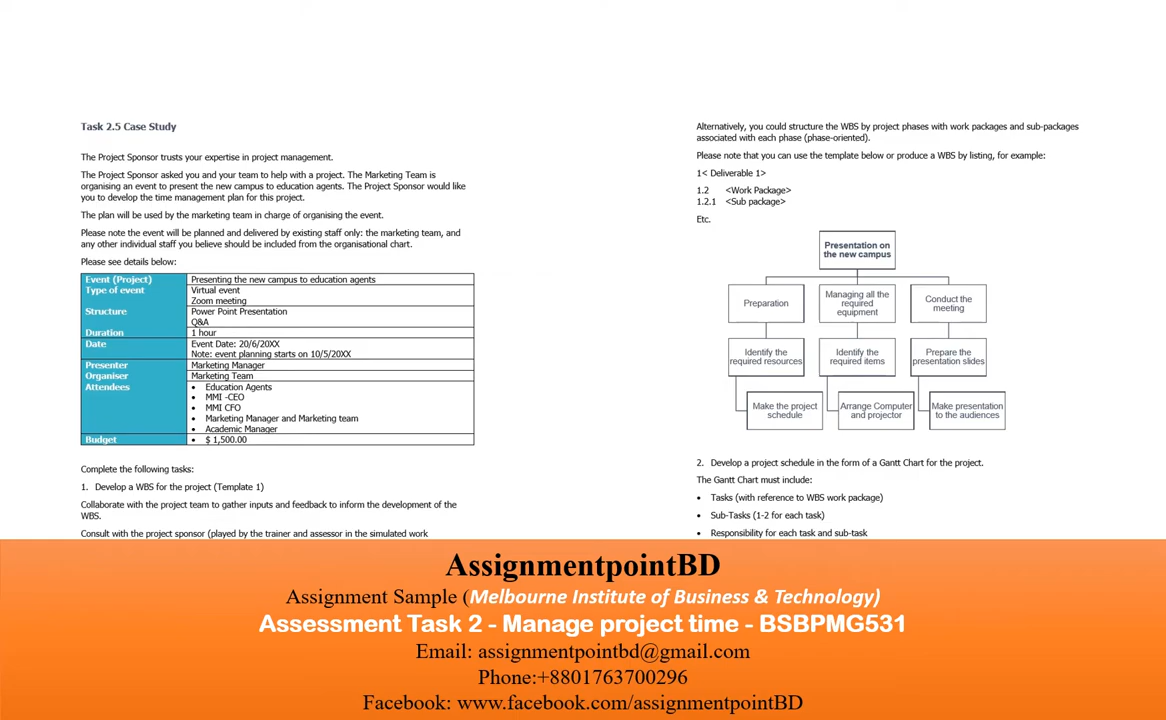 Task 2.5 Case Study
The Project Sponsor trusts your expertise in project management.
The Project Sponsor asked you and your team to help with a project. The Marketing Team is
organising an event to present the new campus to education agents. The Project Sponsor would like
you to develop the time management plan for this project.
The plan will be used by the marketing team in charge of organising the event.
Please note the event will be planned and delivered by existing staff only: the marketing team, and
any other individual staff you believe should be included from the organisational chart.
Please see details below:
Event (Project) Presenting the new campus to education agents
Type of event Virtual event
Zoom meeting
Structure Power Point Presentation
Q&A
Duration 1 hour
Date Event Date: 20/6/20XX
Note: event planning starts on 10/5/20XX
Presenter Marketing Manager
Organiser Marketing Team
Attendees • Education Agents
• MMI -CEO
• MMI CFO
• Marketing Manager and Marketing team
• Academic Manager
Budget • $ 1,500.00
Complete the following tasks:
1. Develop a WBS for the project (Template 1)
Collaborate with the project team to gather inputs and feedback to inform the development of the
WBS.
Consult with the project sponsor (played by the trainer and assessor in the simulated work
Alternatively, you could structure the WBS by project phases with work packages and sub-packages
associated with each phase (phase-oriented).
Please note that you can use the template below or produce a WBS by listing, for example:
1< Deliverable 1>
1.2 <Work Package>
1.2.1 <Sub package>
Etc.
Presentation on
the new campus
Preparation
Managing all the
required
equipment
Conduct the
meeting
Identify the
required resources
Identify the
required items
Prepare the
presentation slides
Make the project
schedule
Arrange Computer
and projector
Make presentation
to the audiences
2. Develop a project schedule in the form of a Gantt Chart for the project.
The Gantt Chart must include:
• Tasks (with reference to WBS work package)
• Sub-Tasks (1-2 for each task)
• Responsibility for each task and sub-task
AssignmentpointBD
Assignment Sample (Melbourne Institute of Business & Technology)
Assessment Task 2 - Manage project time - BSBPMG531
Email: assignmentpointbd@gmail.com
Phone:+8801763700296
Facebook: www.facebook.com/assignmentpointBD